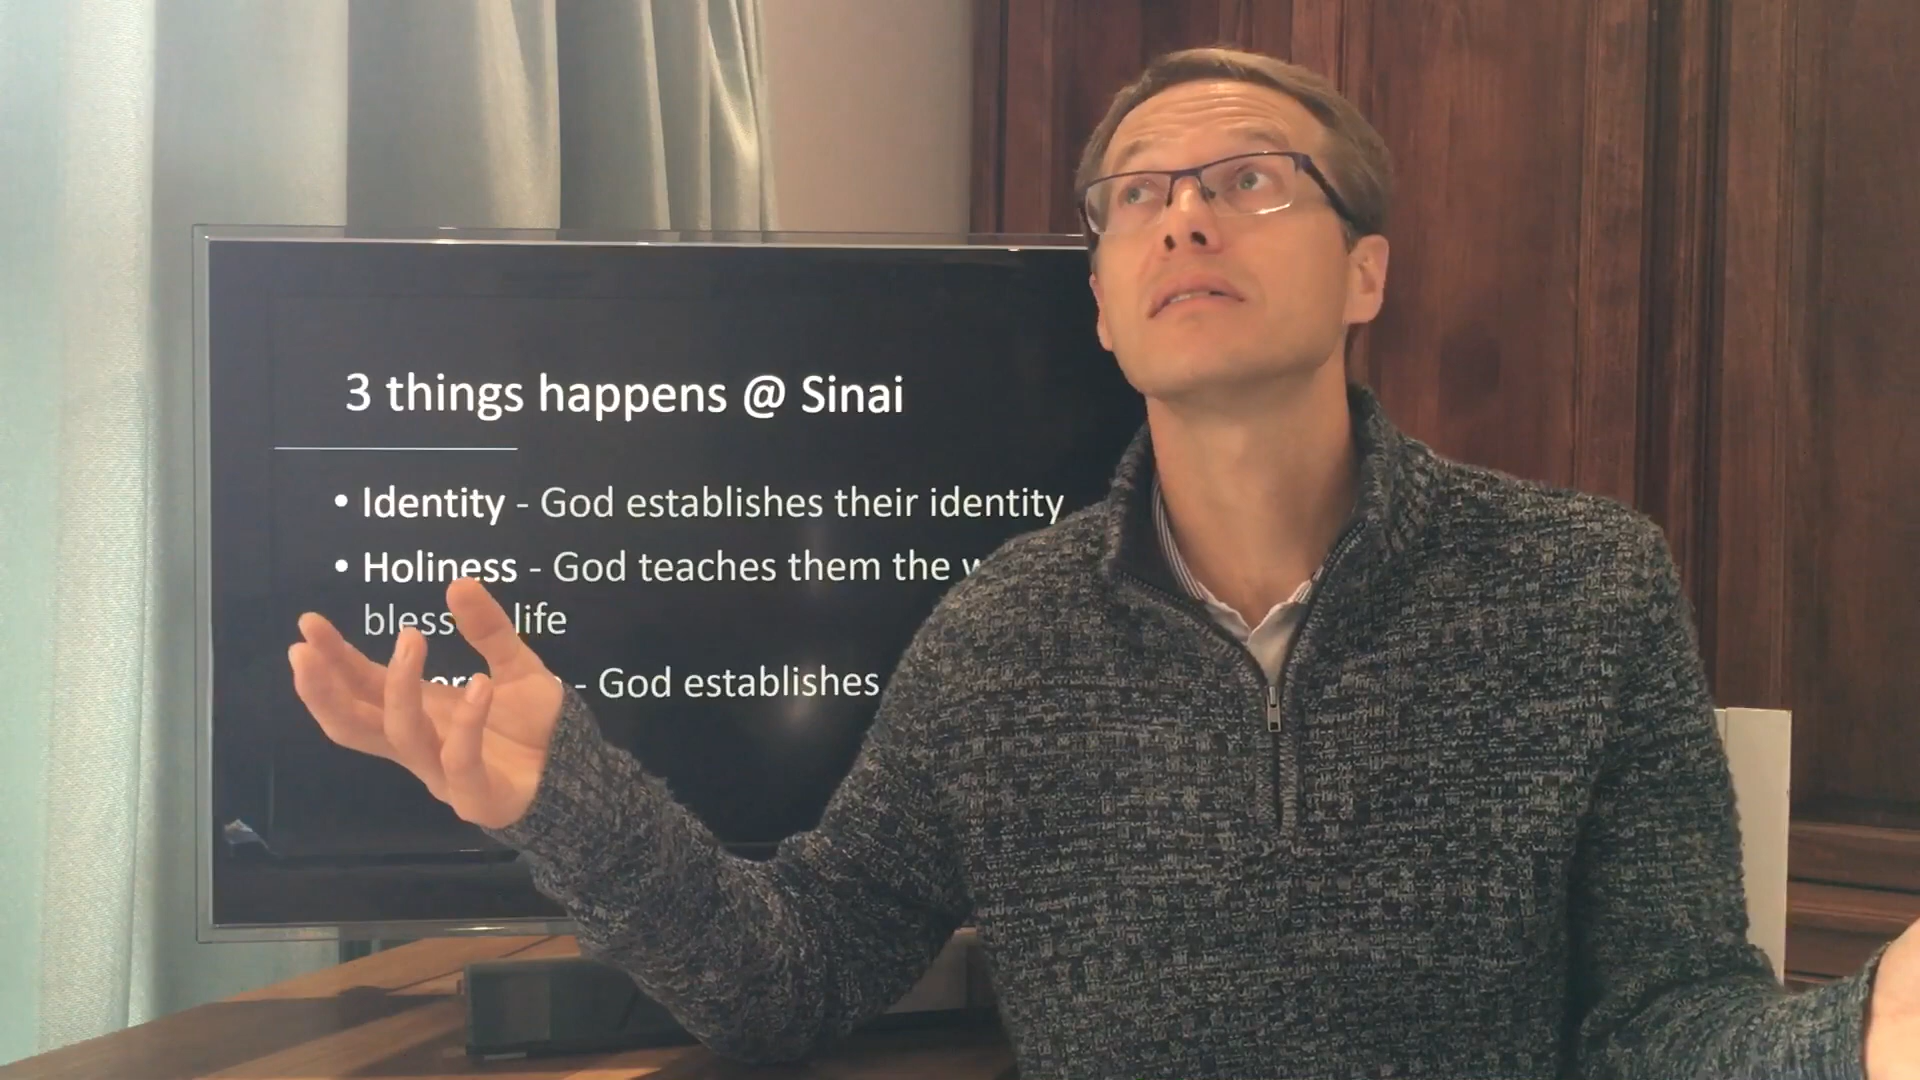 3 things happens @ Sinai
• Identity - God establishes their identity
• Holiness - God teaches them the
life
- God establishes